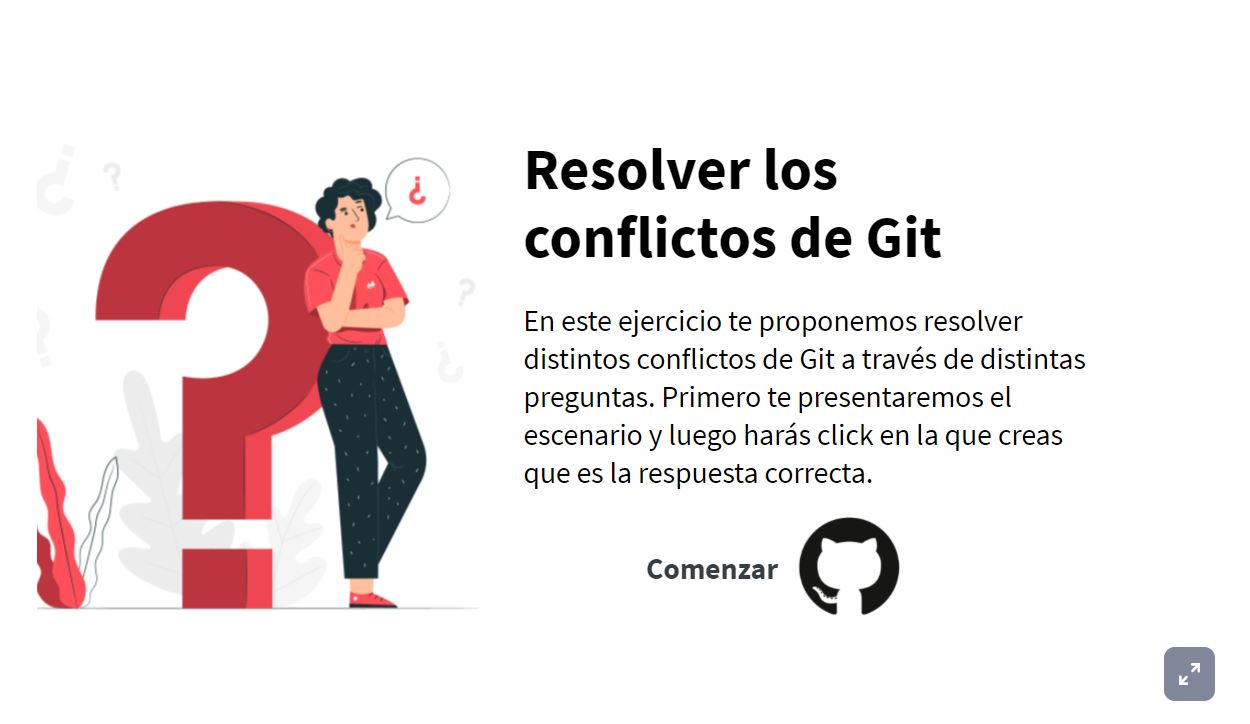 Resolver los
conflictos de Git
En este ejercicio te proponemos resolver
distintos conflictos de Git a través de distintas
preguntas. Primero te presentaremos el
escenario y luego harás click en la que creas
que es la respuesta correcta.
Comenzar